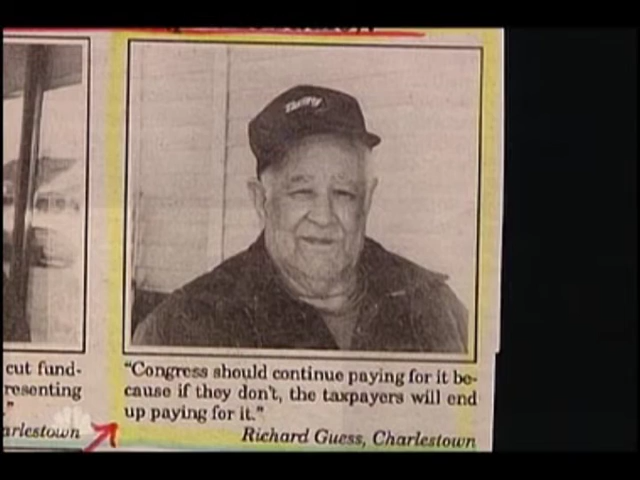 cut fund-
resenting
"
arlestown
"Congress should continue paying for it be-
cause if they don't, the taxpayers will end
up paying for it."
Richard Guess, Charlestown